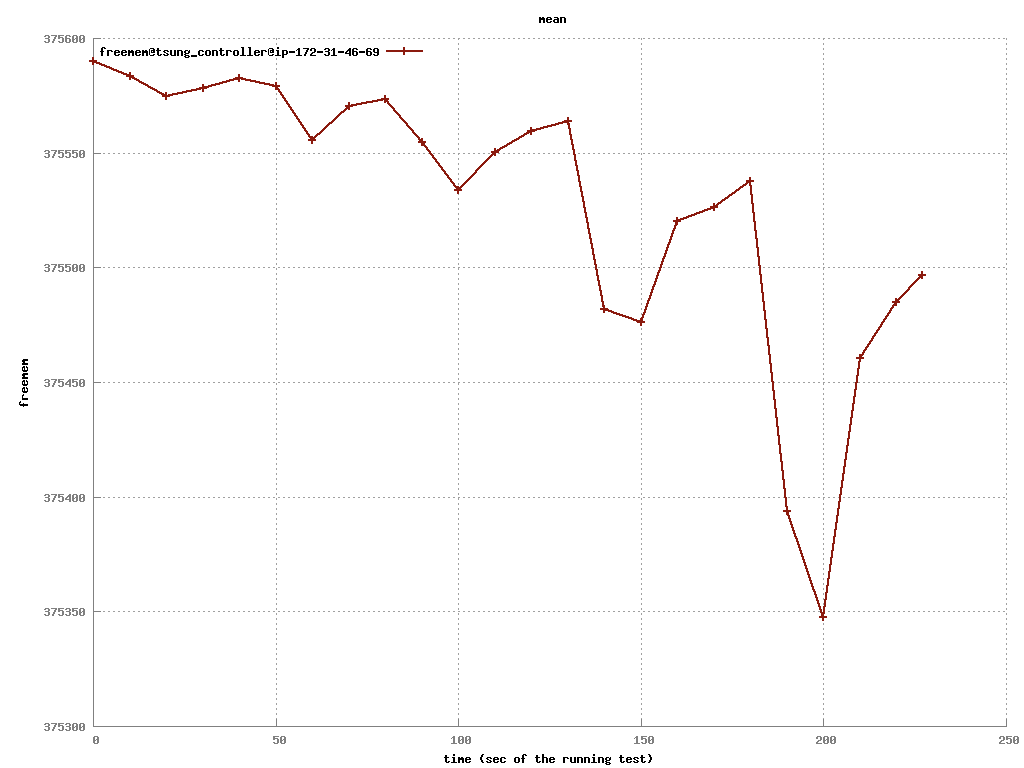 mean
375600
freemem@tsung_controller@ip-172-31-46-69
375550
375500
375450
freemem
375400
375350
375300
0 50 100 150 200 250
time (sec of the running test)